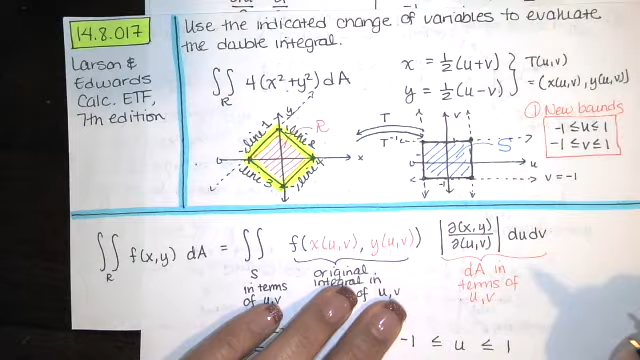 14.8.017
Larson &
Edwards
Calc. ETF,
7th edition
Use the indicated change of variables to evaluate
the double integral.
∬ 4(x²+y²) dA
R
x = ½(u+v)
y = ½(u-v)
} T(u,v)
= (x(u,v), y(u,v))
① New bounds
-1 ≤ u ≤ 1
-1 ≤ v ≤ 1
line 1
line 2
line 3
line 4
R
y
x
T
T⁻¹
v
u
S
-1
v = -1
∬ f(x,y) dA = ∬ f(x(u,v), y(u,v)) |∂(x,y)/∂(u,v)| du dv
R
S
in terms
of u,v
original
integral in
of u,v
dA in
terms of
u,v
-1 ≤ u ≤ 1